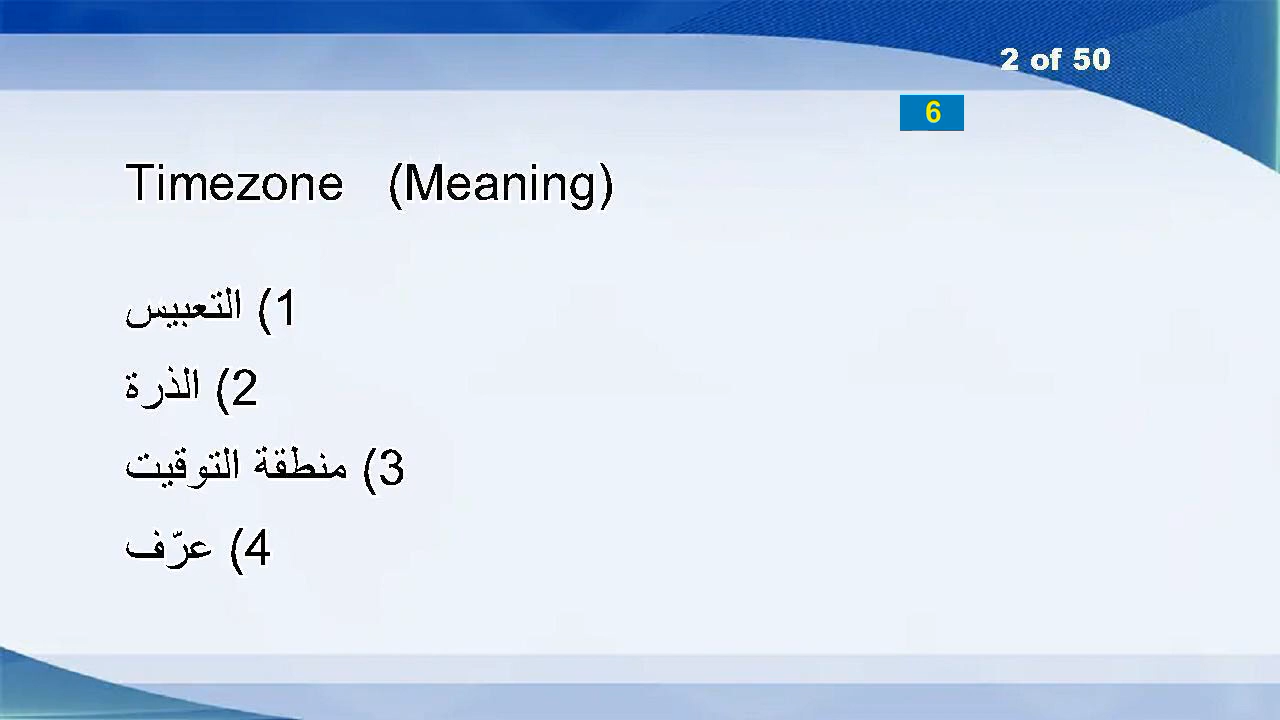 2 of 50
6
Timezone (Meaning)
1) التعبيس
2) الذرة
3) منطقة التوقيت
4) عرّف